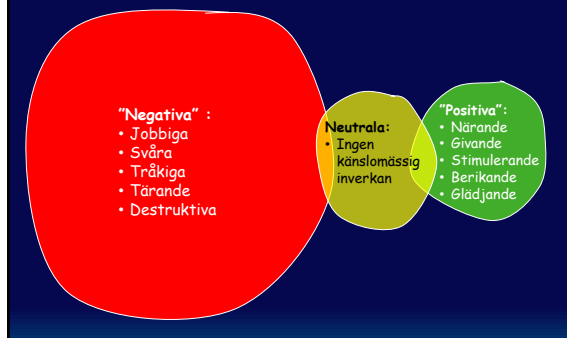 ”Negativa” :
• Jobbiga
• Svåra
• Tråkiga
• Tärande
• Destruktiva
Neutrala:
• Ingen
känslomässig
inverkan
”Positiva”:
• Närande
• Givande
• Stimulerande
• Berikande
• Glädjande